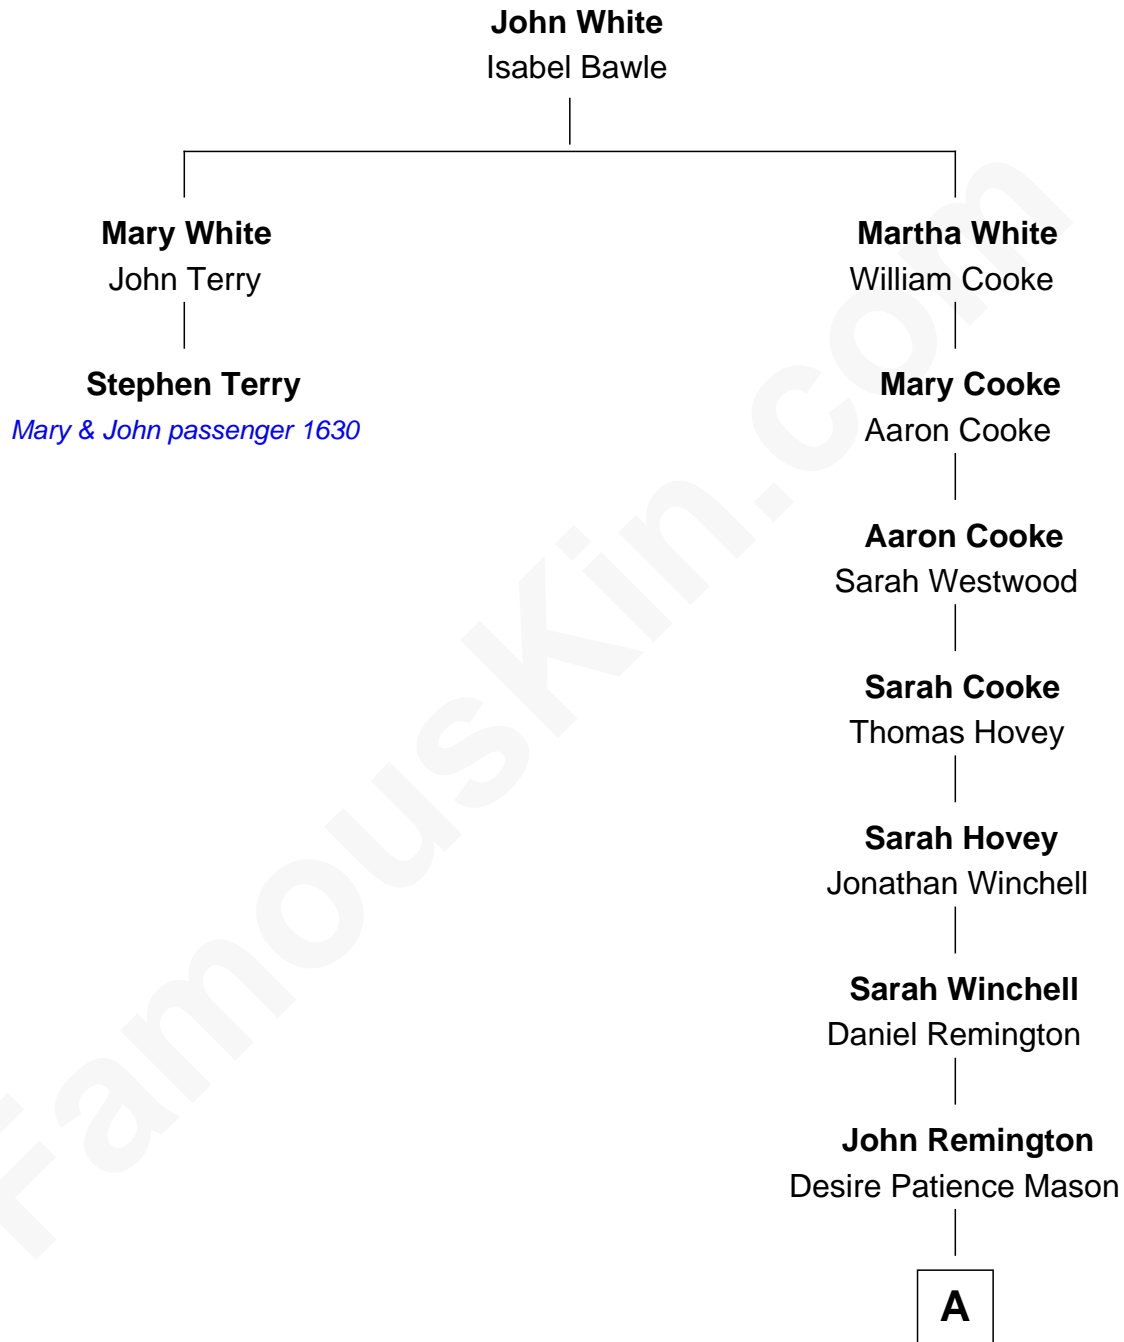 John White
Isabel Bawle
Mary White
John Terry
Stephen Terry
Mary & John passenger 1630
Martha White
William Cooke
Mary Cooke
Aaron Cooke
Aaron Cooke
Sarah Westwood
Sarah Cooke
Thomas Hovey
Sarah Hovey
Jonathan Winchell
Sarah Winchell
Daniel Remington
John Remington
Desire Patience Mason
A
FamousKin.com